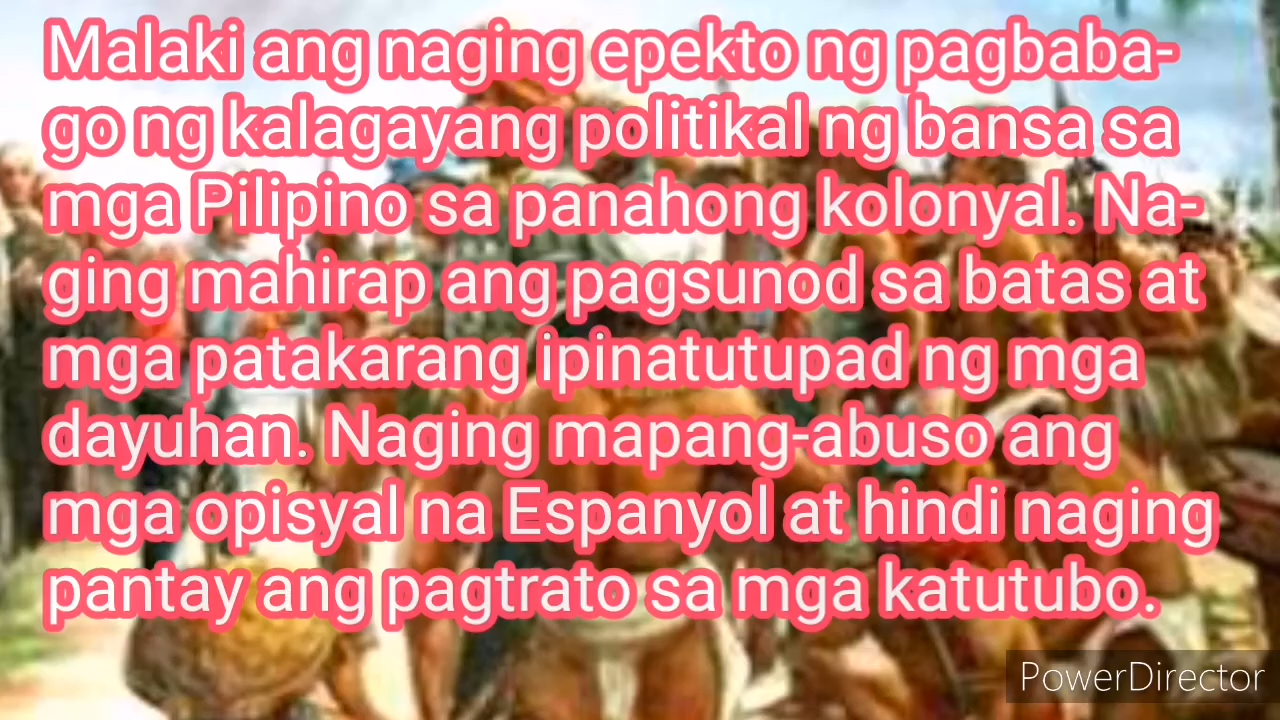 Malaki ang naging epekto ng pagbaba-
go ng kalagayang politikal ng bansa sa
mga Pilipino sa panahong kolonyal. Na-
ging mahirap ang pagsunod sa batas at
mga patakarang ipinatutupad ng mga
dayuhan. Naging mapang-abuso ang
mga opisyal na Espanyol at hindi naging
pantay ang pagtrato sa mga katutubo.
PowerDirector